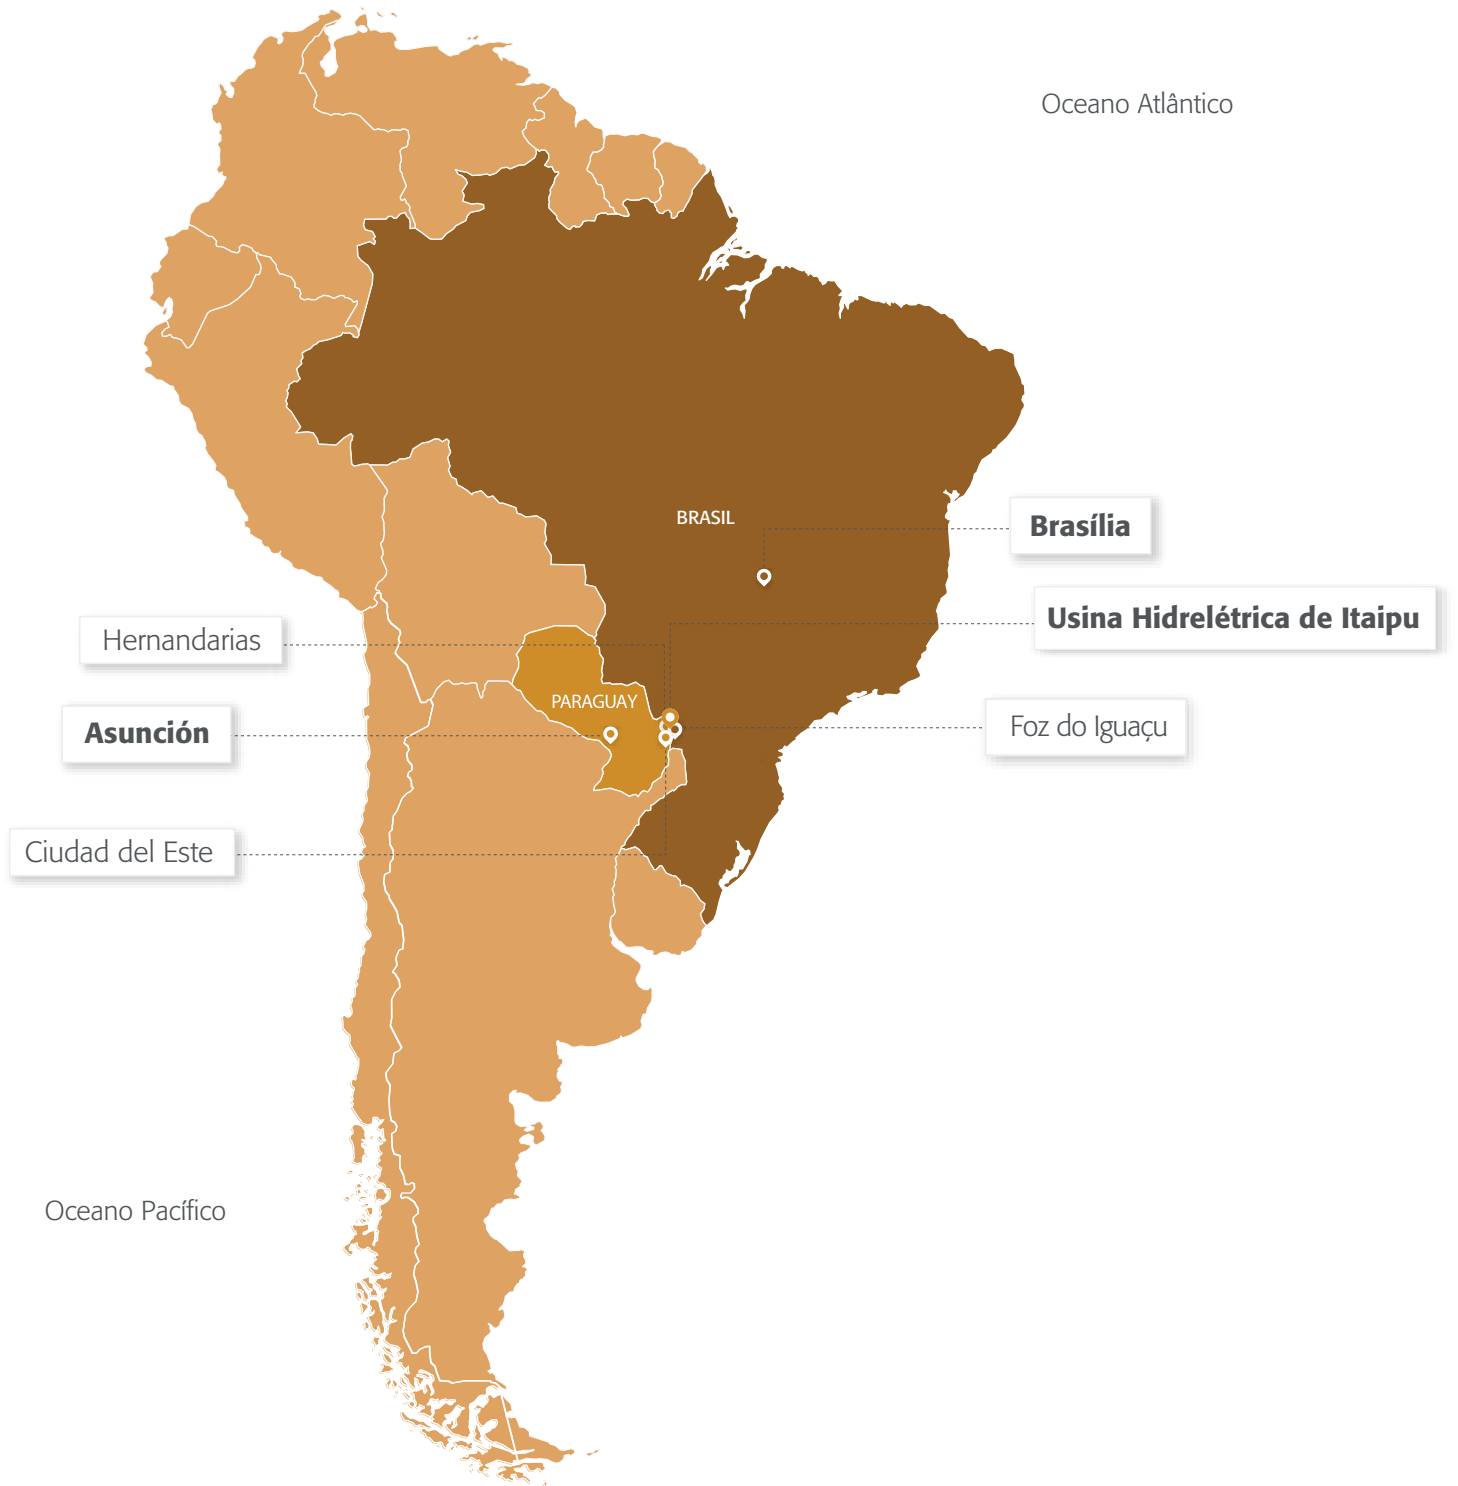 Oceano Atlântico
BRASIL
Brasília
Usina Hidrelétrica de Itaipu
Hernandarias
PARAGUAY
Asunción
Foz do Iguaçu
Ciudad del Este
Oceano Pacífico